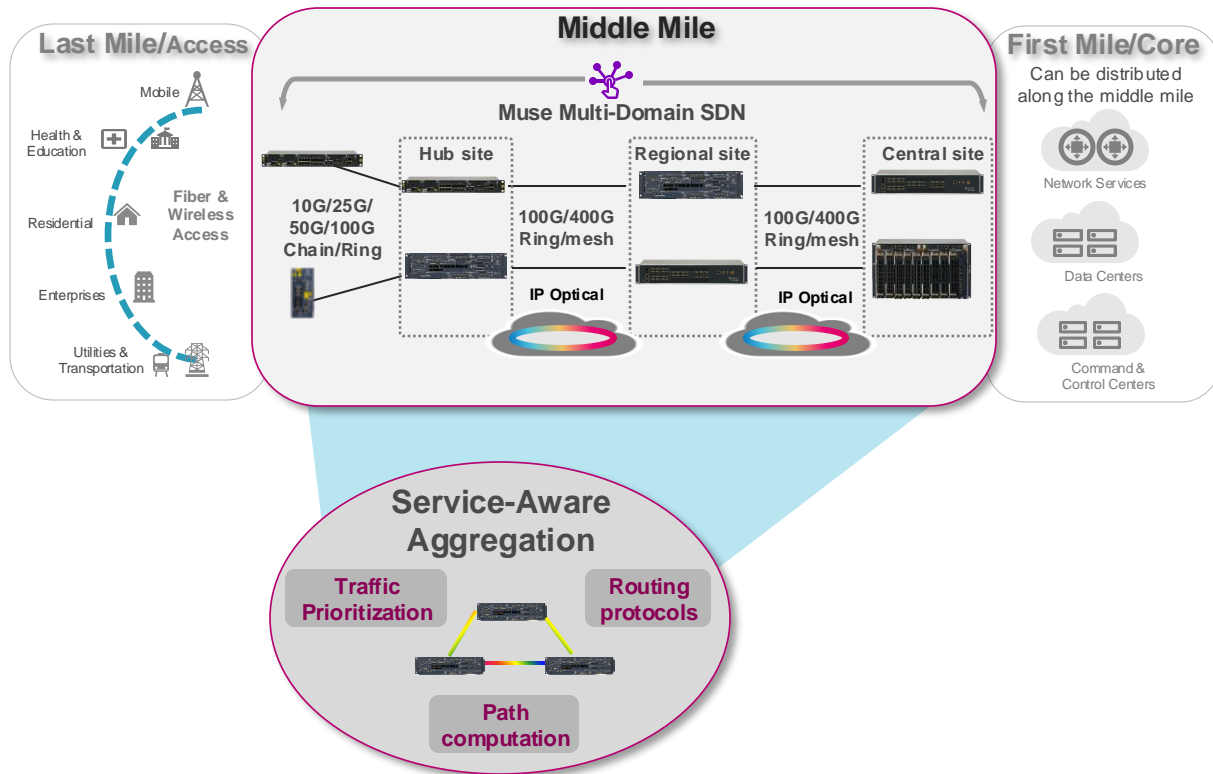 Last Mile/Access
Mobile
Health &
Education
Fiber &
Wireless
Access
Residential
Enterprises
Utilities &
Transportation
Middle Mile
Muse Multi-Domain SDN
Hub site
Regional site
Central site
10G/25G/
50G/100G
Chain/Ring
100G/400G
Ring/mesh
100G/400G
Ring/mesh
IP Optical
IP Optical
First Mile/Core
Can be distributed
along the middle mile
Network Services
Data Centers
Command &
Control Centers
Service-Aware
Aggregation
Traffic
Prioritization
Routing
protocols
Path
computation